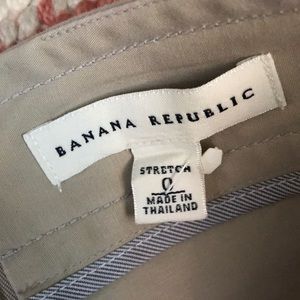 BANANA REPUBLIC
STRETCH
0
MADE IN
THAILAND